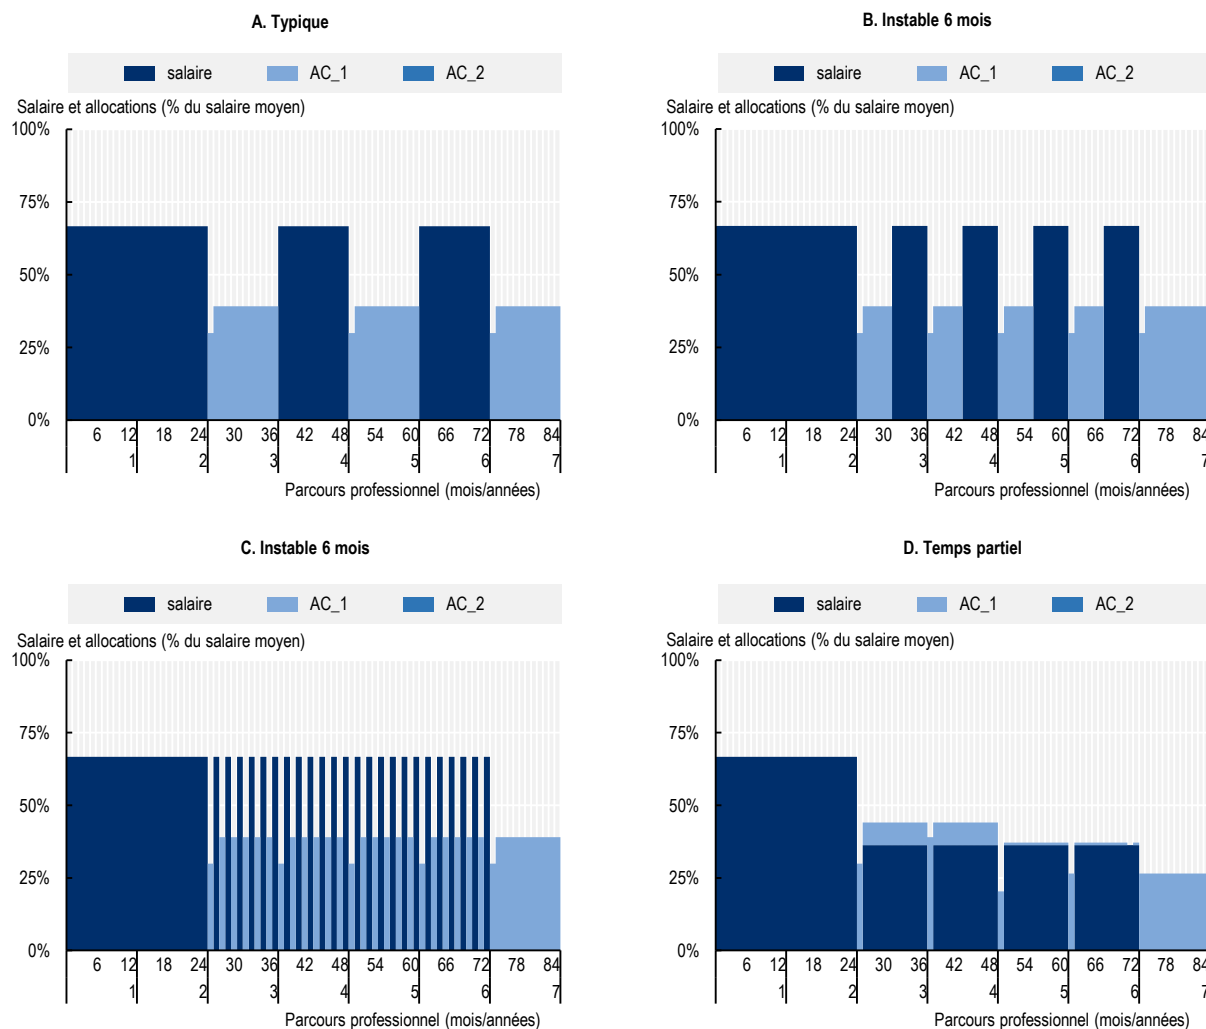 A. Typique
salaire AC_1 AC_2
Salaire et allocations (% du salaire moyen)
100%
75%
50%
25%
0%
6 12 18 24 30 36 42 48 54 60 66 72 78 84
1 2 3 4 5 6 7
Parcours professionnel (mois/années)
B. Instable 6 mois
salaire AC_1 AC_2
Salaire et allocations (% du salaire moyen)
100%
75%
50%
25%
0%
6 12 18 24 30 36 42 48 54 60 66 72 78 84
1 2 3 4 5 6 7
Parcours professionnel (mois/années)
C. Instable 6 mois
salaire AC_1 AC_2
Salaire et allocations (% du salaire moyen)
100%
75%
50%
25%
0%
6 12 18 24 30 36 42 48 54 60 66 72 78 84
1 2 3 4 5 6 7
Parcours professionnel (mois/années)
D. Temps partiel
salaire AC_1 AC_2
Salaire et allocations (% du salaire moyen)
100%
75%
50%
25%
0%
6 12 18 24 30 36 42 48 54 60 66 72 78 84
1 2 3 4 5 6 7
Parcours professionnel (mois/années)